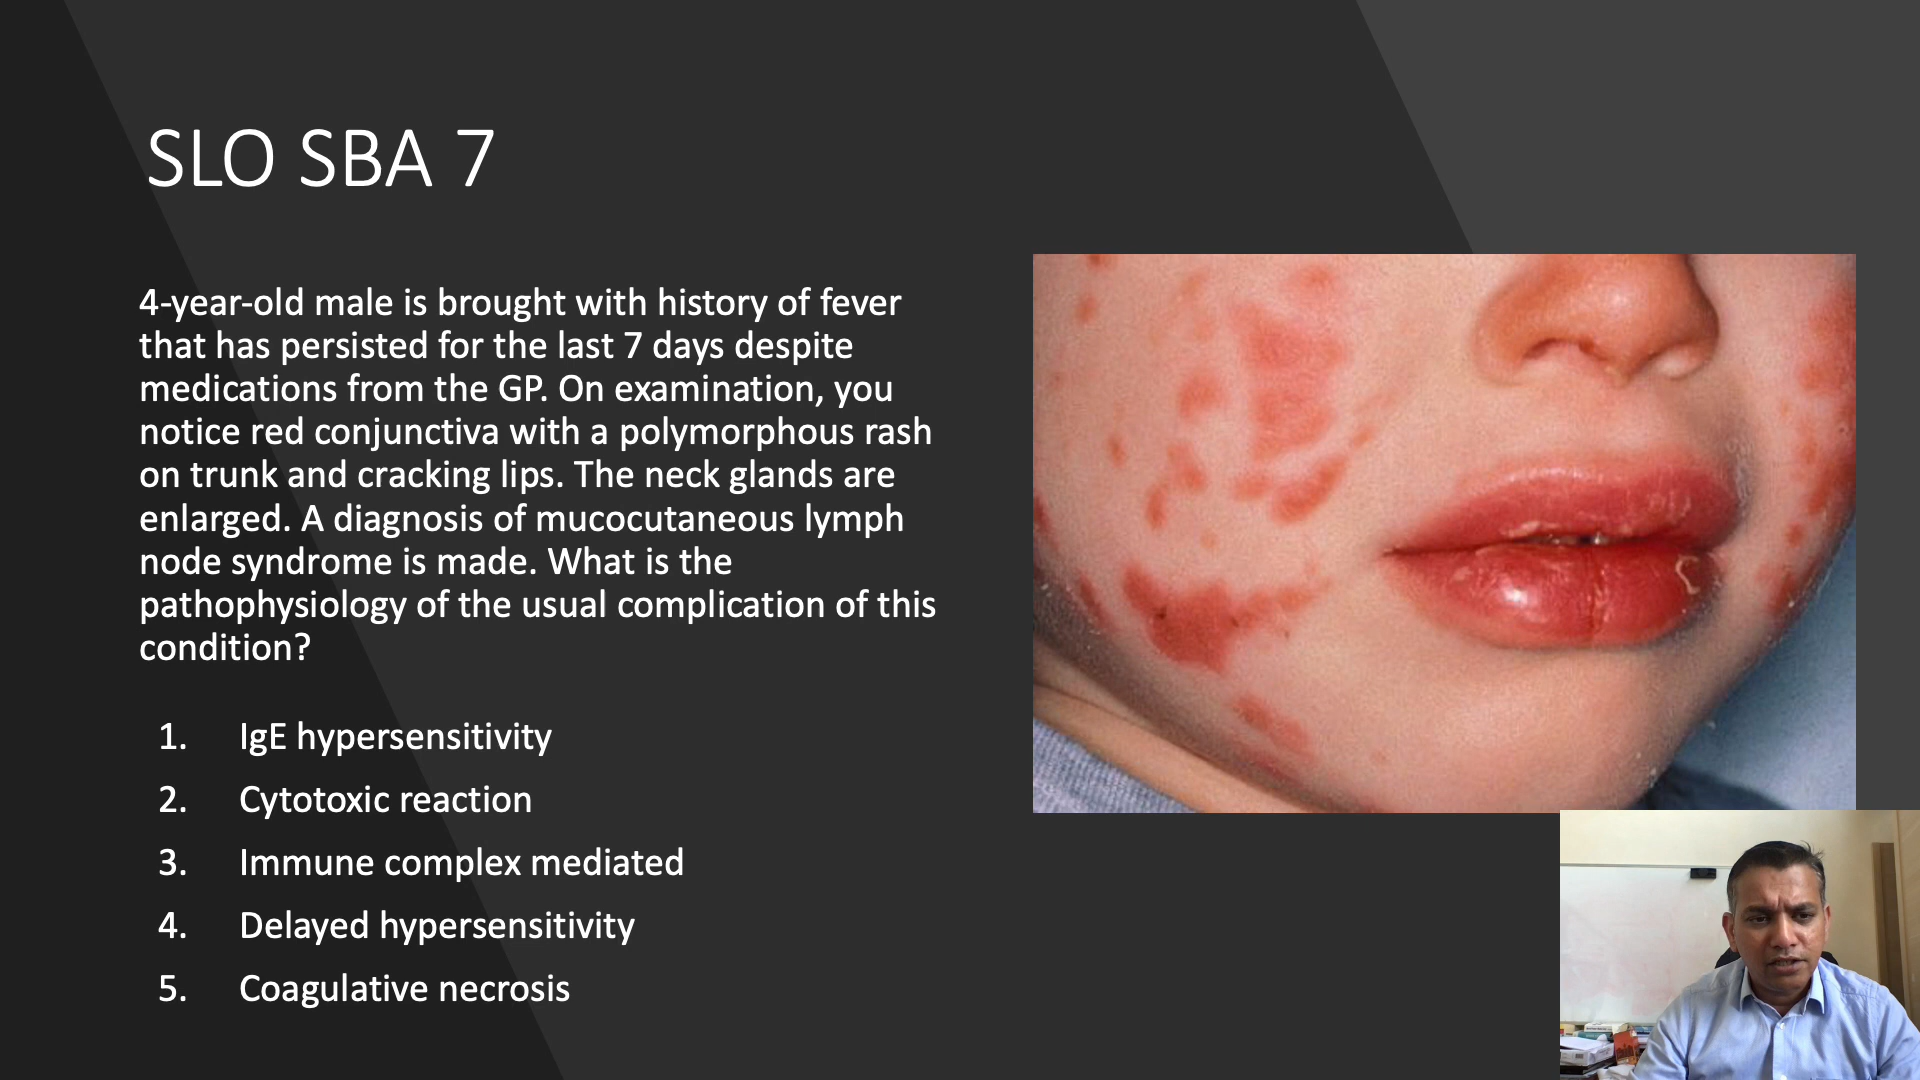 SLO SBA 7
4-year-old male is brought with history of fever
that has persisted for the last 7 days despite
medications from the GP. On examination, you
notice red conjunctiva with a polymorphous rash
on trunk and cracking lips. The neck glands are
enlarged. A diagnosis of mucocutaneous lymph
node syndrome is made. What is the
pathophysiology of the usual complication of this
condition?
1. IgE hypersensitivity
2. Cytotoxic reaction
3. Immune complex mediated
4. Delayed hypersensitivity
5. Coagulative necrosis